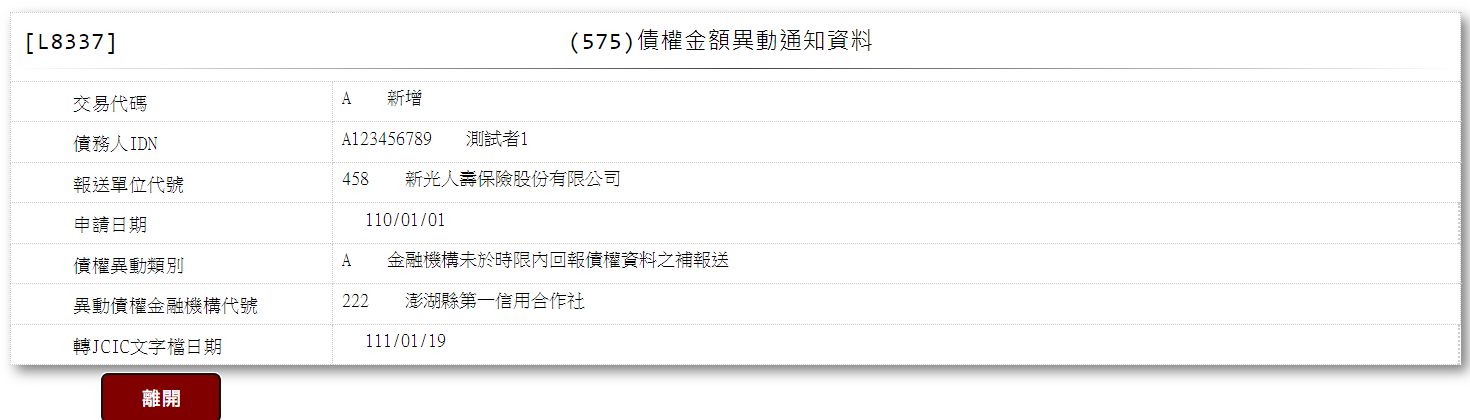 [L8337] (575)債權金額異動通知資料
交易代碼 A 新增
債務人IDN A123456789 測試者1
報送單位代號 458 新光人壽保險股份有限公司
申請日期 110/01/01
債權異動類別 A 金融機構未於時限內回報債權資料之補報送
異動債權金融機構代號 222 澎湖縣第一信用合作社
轉JCIC文字檔日期 111/01/19
離開